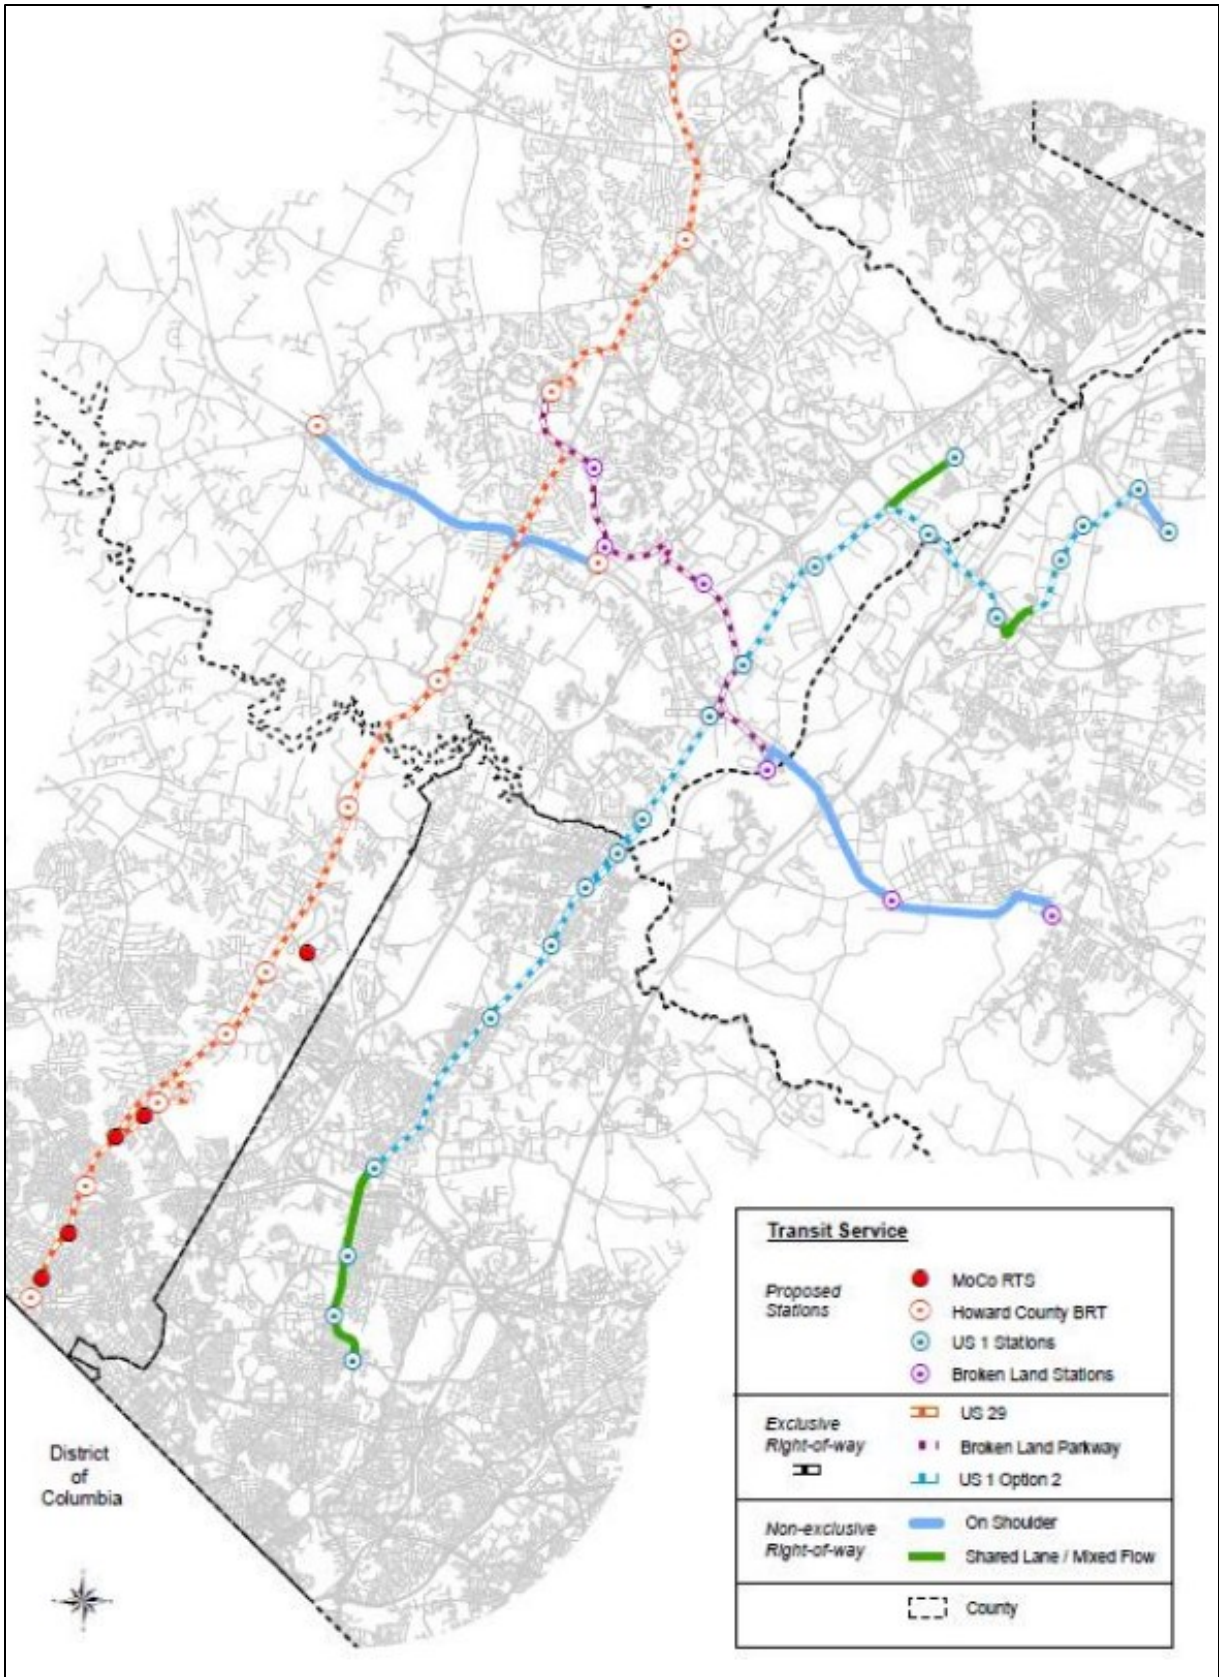 District
of
Columbia
Transit Service
Proposed
Stations
MoCo RTS
Howard County BRT
US 1 Stations
Broken Land Stations
Exclusive
Right-of-way
US 29
Broken Land Parkway
US 1 Option 2
Non-exclusive
Right-of-way
On Shoulder
Shared Lane / Mixed Flow
County